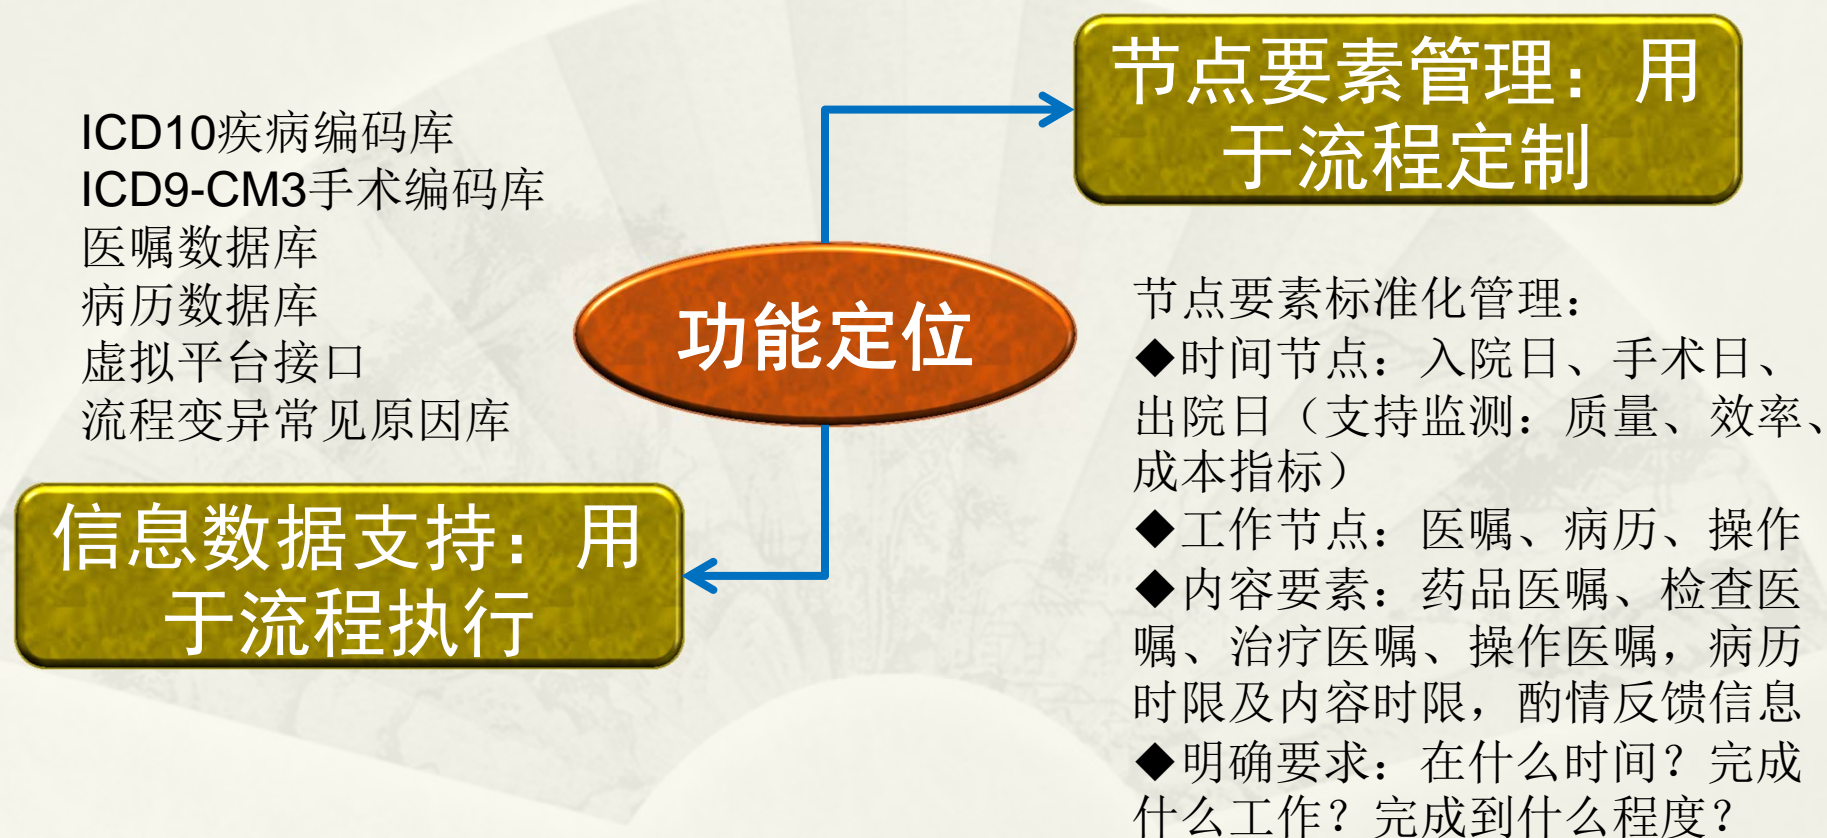 节点要素管理：用
于流程定制
ICD10疾病编码库
ICD9-CM3手术编码库
医嘱数据库
病历数据库
虚拟平台接口
流程变异常见原因库
功能定位
信息数据支持：用
于流程执行
节点要素标准化管理：
◆时间节点：入院日、手术日、
出院日（支持监测：质量、效率、
成本指标）
◆工作节点：医嘱、病历、操作
◆内容要素：药品医嘱、检查医
嘱、治疗医嘱、操作医嘱，病历
时限及内容时限，酌情反馈信息
◆明确要求：在什么时间？完成
什么工作？完成到什么程度？